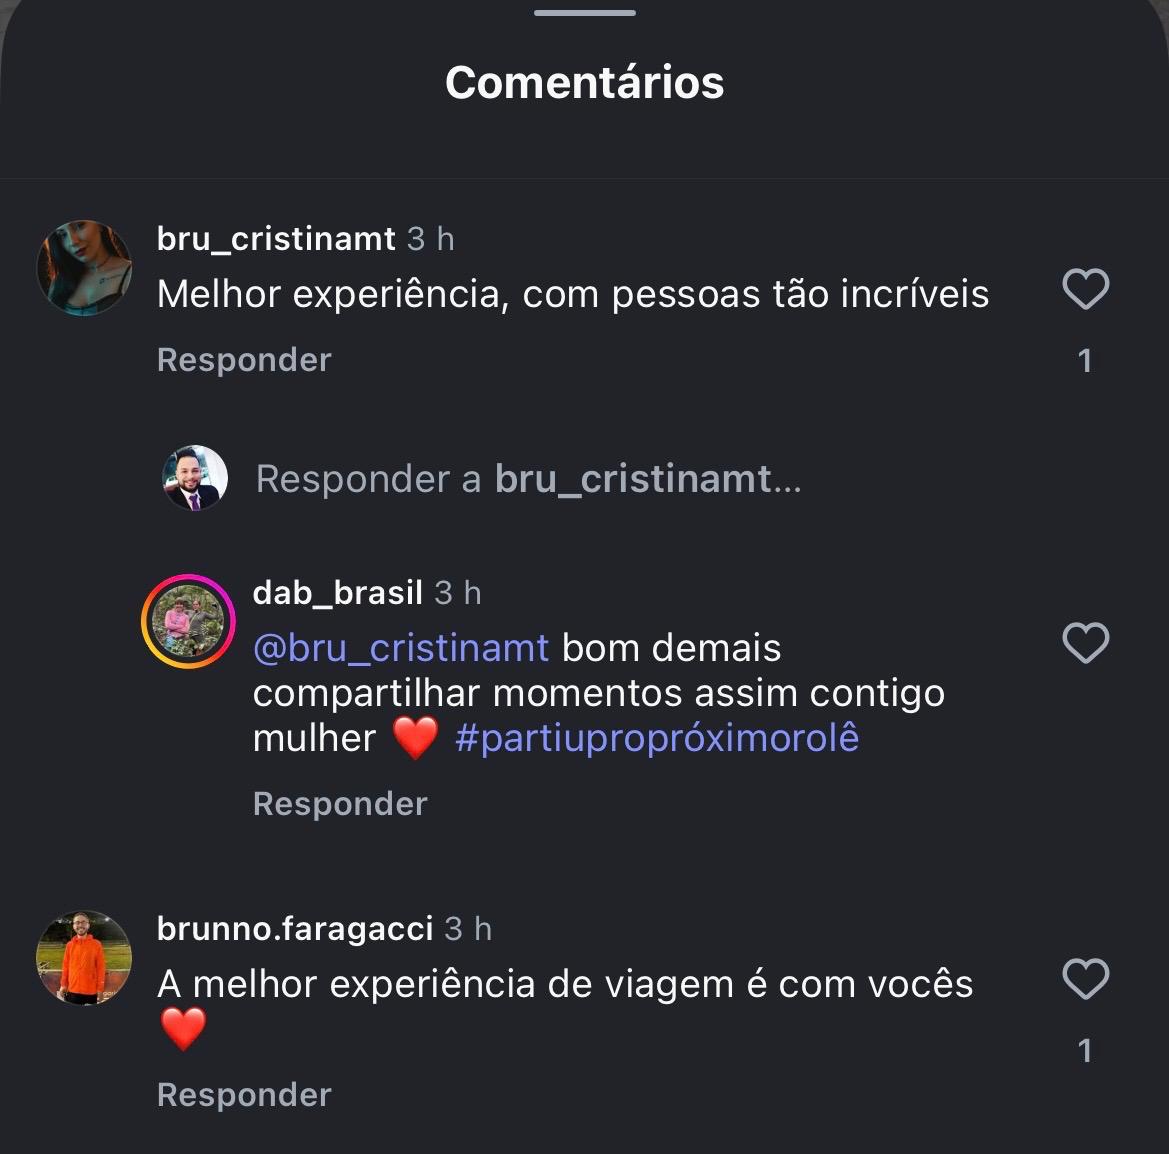 Comentários
bru_cristinamt 3 h
Melhor experiência, com pessoas tão incríveis
Responder
1
Responder a bru_cristinamt...
dab_brasil 3 h
@bru_cristinamt bom demais
compartilhar momentos assim contigo
mulher ❤️ #partiupropróximorolê
Responder
brunno.faragacci 3 h
A melhor experiência de viagem é com vocês
❤️
1
Responder